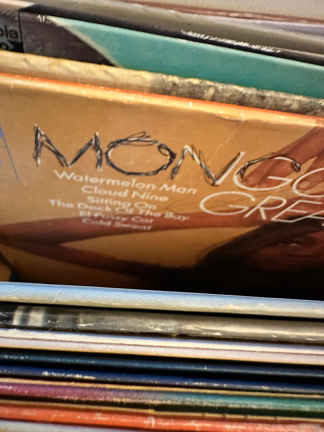 MONGO
GREA
Watermelon Man
Cloud Nine
Sitting On
The Dock Of The Bay
El Pussy Cat
Cold Sweat